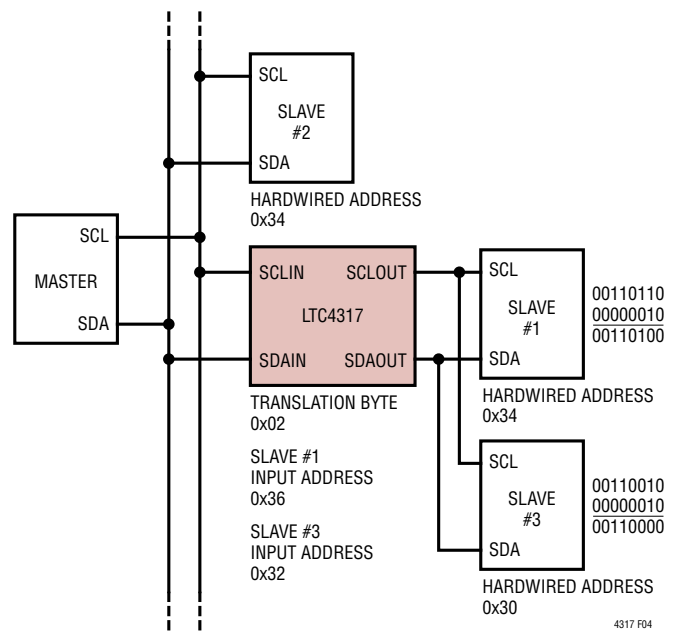 SCL
SLAVE
#2
SDA
HARDWIRED ADDRESS
0x34
SCL
MASTER
SDA
SCLIN SCLOUT
LTC4317
SDAIN SDAOUT
TRANSLATION BYTE
0x02
SLAVE #1
INPUT ADDRESS
0x36
SLAVE #3
INPUT ADDRESS
0x32
SCL
SLAVE
#1
SDA
00110110
00000010
00110100
HARDWIRED ADDRESS
0x34
SCL
SLAVE
#3
SDA
00110010
00000010
00110000
HARDWIRED ADDRESS
0x30
4317 F04